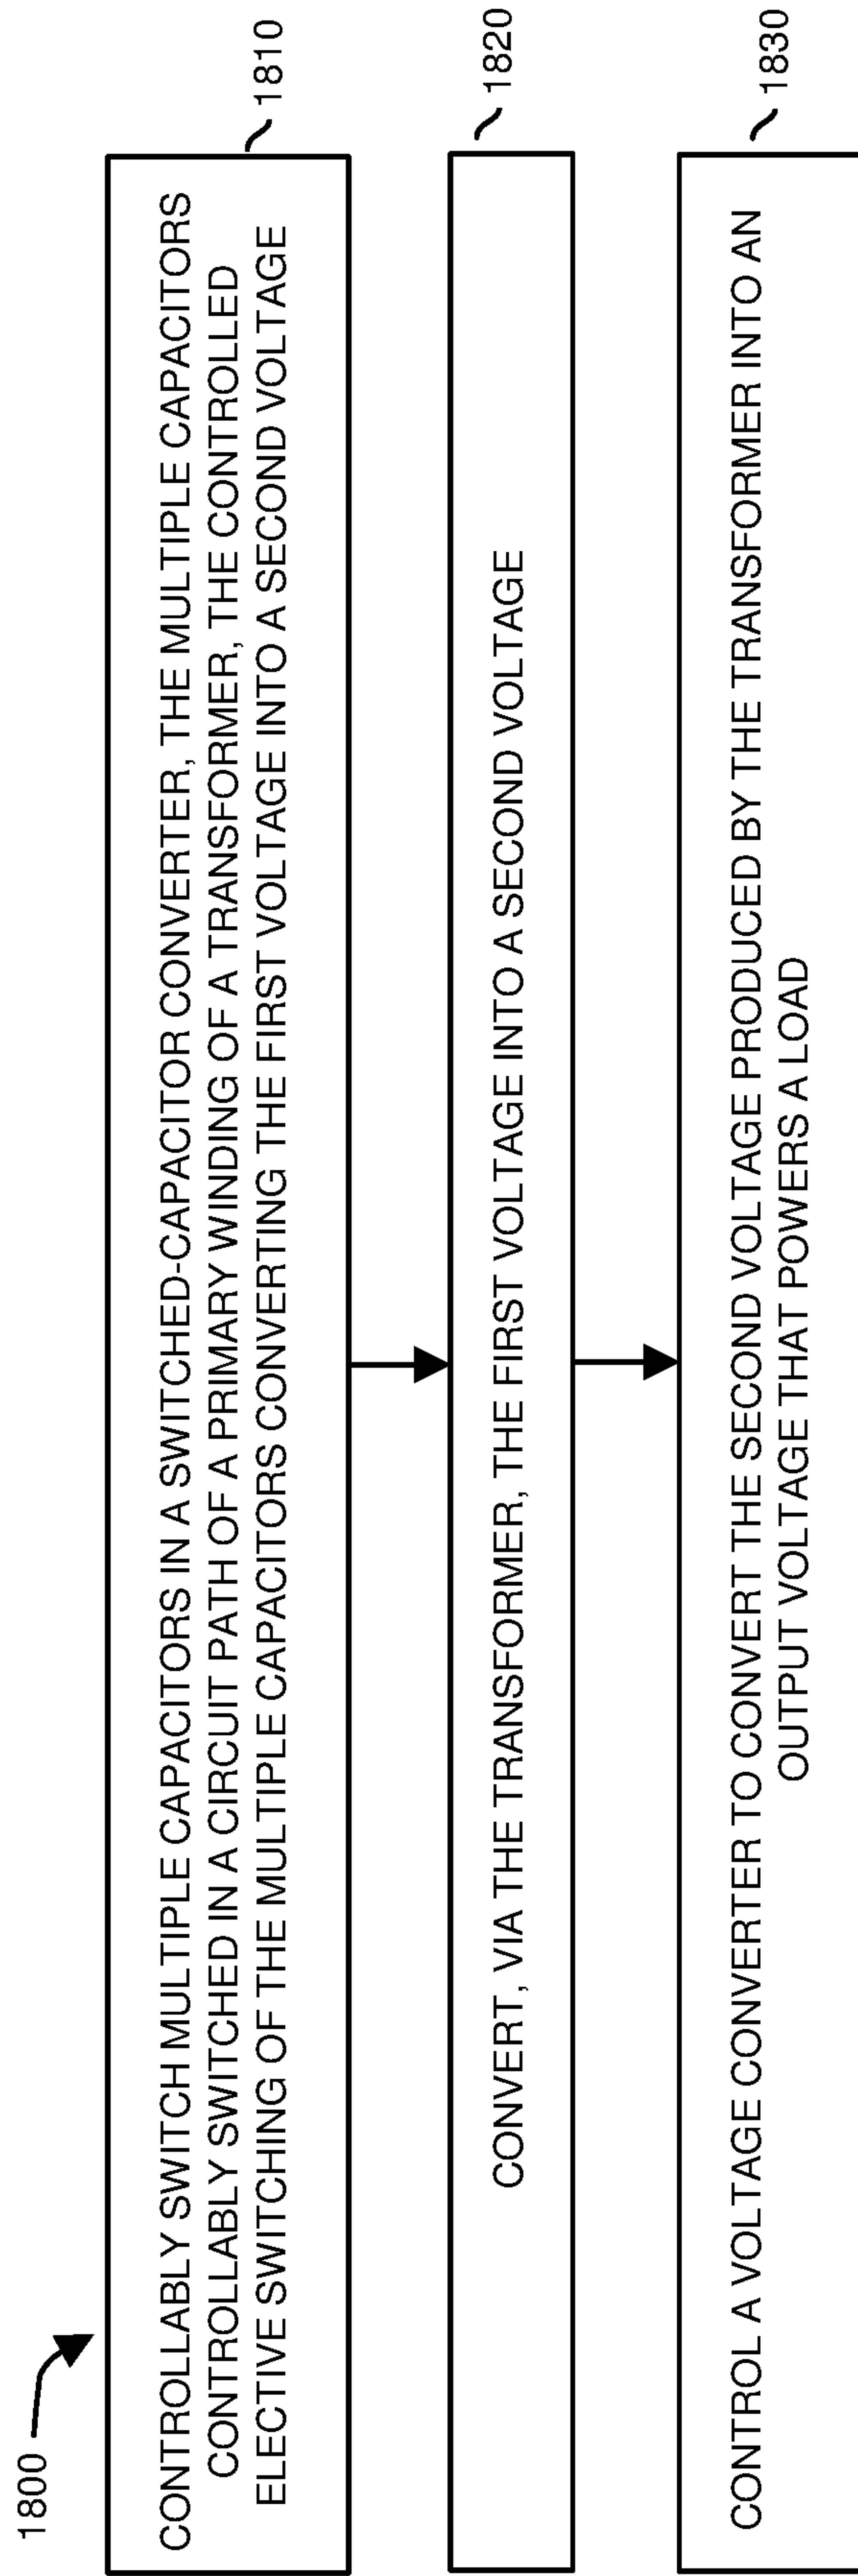 1800
CONTROLLABLY SWITCH MULTIPLE CAPACITORS IN A SWITCHED-CAPACITOR CONVERTER, THE MULTIPLE CAPACITORS
CONTROLLABLY SWITCHED IN A CIRCUIT PATH OF A PRIMARY WINDING OF A TRANSFORMER, THE CONTROLLED
ELECTIVE SWITCHING OF THE MULTIPLE CAPACITORS CONVERTING THE FIRST VOLTAGE INTO A SECOND VOLTAGE
1810
CONVERT, VIA THE TRANSFORMER, THE FIRST VOLTAGE INTO A SECOND VOLTAGE
1820
CONTROL A VOLTAGE CONVERTER TO CONVERT THE SECOND VOLTAGE PRODUCED BY THE TRANSFORMER INTO AN
OUTPUT VOLTAGE THAT POWERS A LOAD
1830